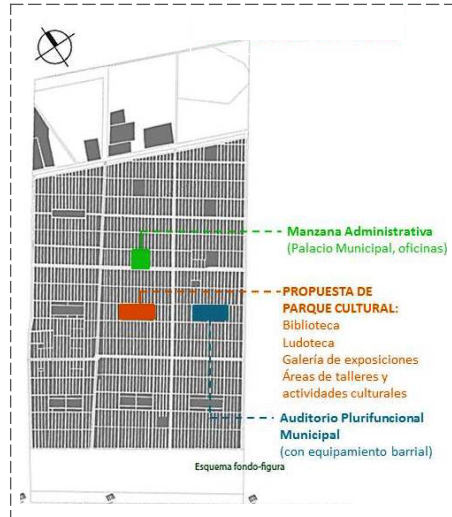 Manzana Administrativa
(Palacio Municipal, oficinas)
PROPUESTA DE
PARQUE CULTURAL:
Biblioteca
Ludoteca
Galería de exposiciones
Áreas de talleres y
actividades culturales
Auditorio Plurifuncional
Municipal
(con equipamiento barrial)
Esquema fondo-figura